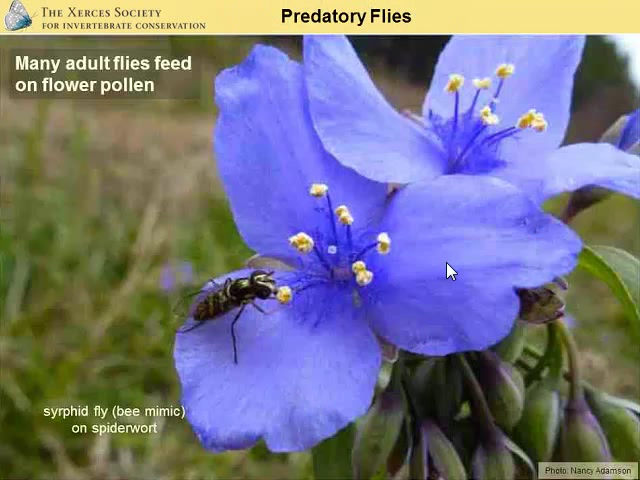 THE XERCES SOCIETY
FOR INVERTEBRATE CONSERVATION
Predatory Flies
Many adult flies feed
on flower pollen
syrphid fly (bee mimic)
on spiderwort
Photo: Nancy Adamson